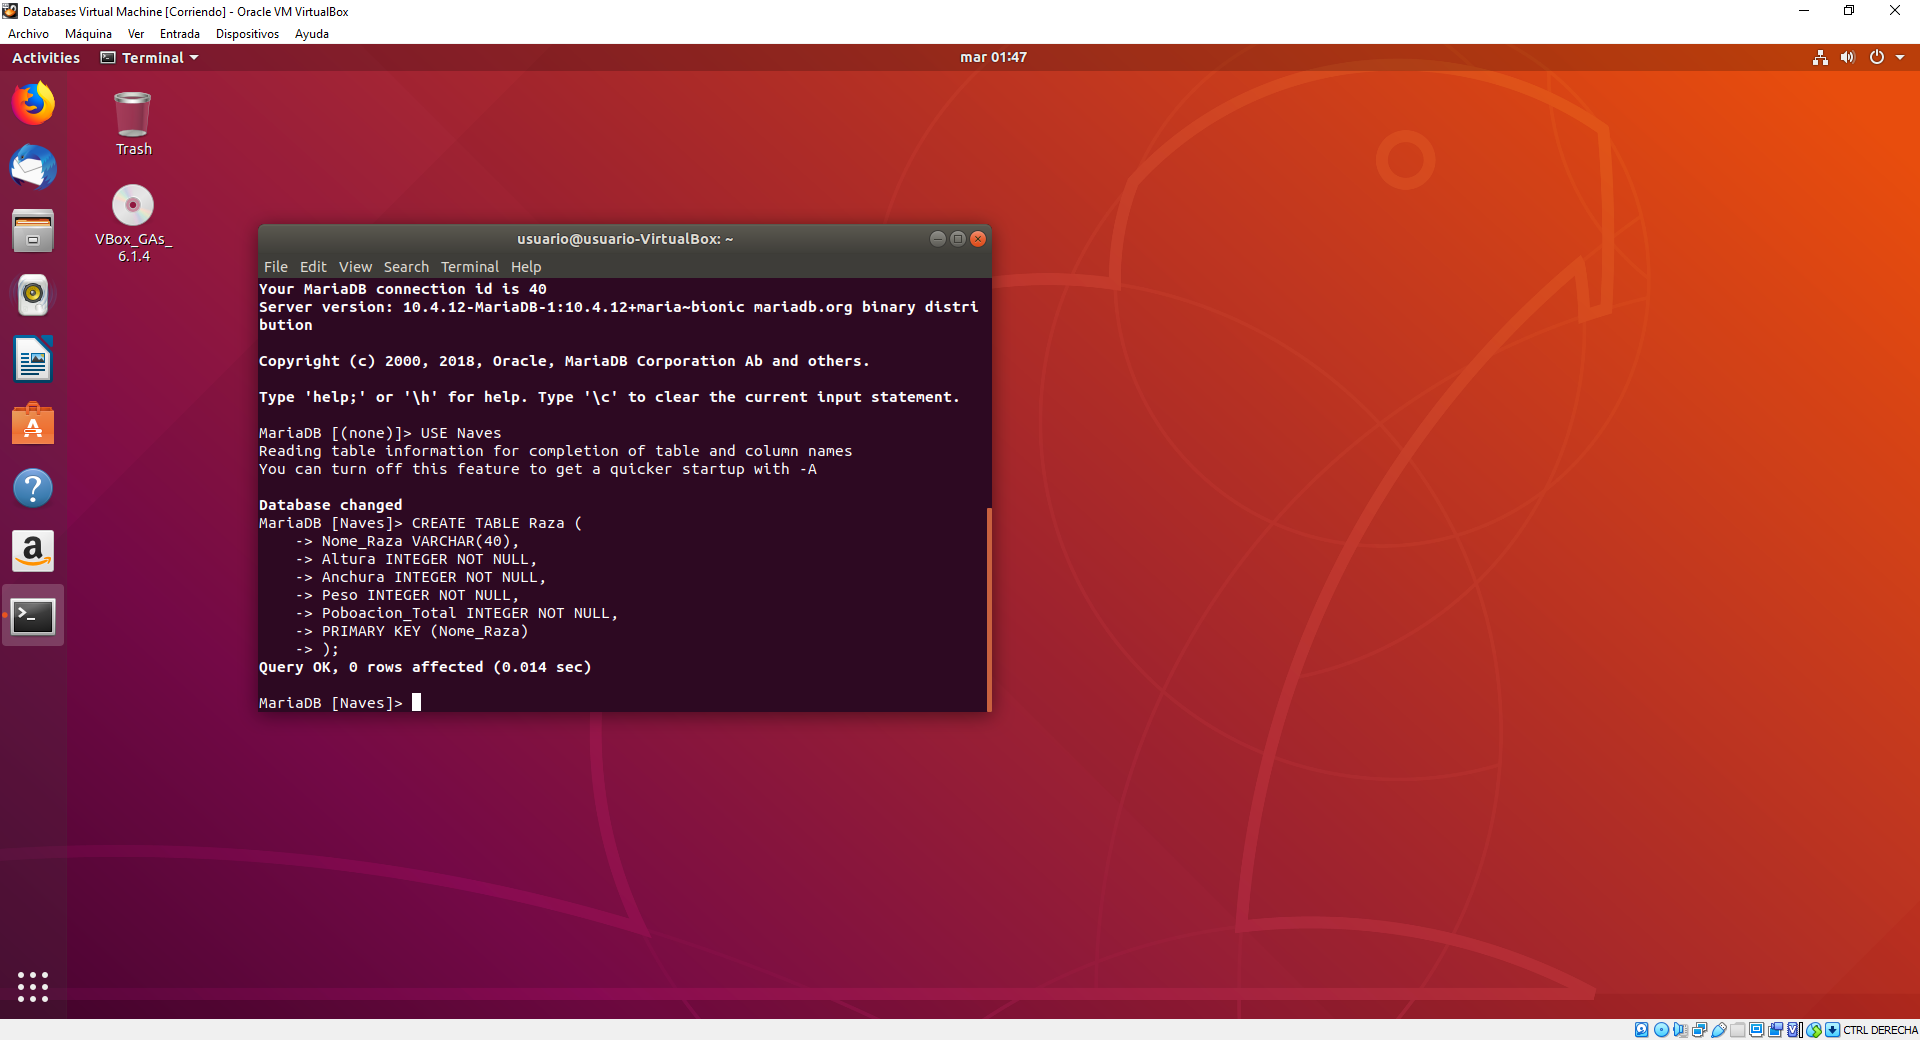 Databases Virtual Machine [Corriendo] - Oracle VM VirtualBox
Archivo Máquina Ver Entrada Dispositivos Ayuda
Activities Terminal mar 01:47
Trash
VBox_GAs_
6.1.4
usuario@usuario-VirtualBox: ~
File Edit View Search Terminal Help
Your MariaDB connection id is 40
Server version: 10.4.12-MariaDB-1:10.4.12+maria~bionic mariadb.org binary distri
bution
Copyright (c) 2000, 2018, Oracle, MariaDB Corporation Ab and others.
Type 'help;' or '\h' for help. Type '\c' to clear the current input statement.
MariaDB [(none)]> USE Naves
Reading table information for completion of table and column names
You can turn off this feature to get a quicker startup with -A
Database changed
MariaDB [Naves]> CREATE TABLE Raza (
    -> Nome_Raza VARCHAR(40),
    -> Altura INTEGER NOT NULL,
    -> Anchura INTEGER NOT NULL,
    -> Peso INTEGER NOT NULL,
    -> Poboacion_Total INTEGER NOT NULL,
    -> PRIMARY KEY (Nome_Raza)
    -> );
Query OK, 0 rows affected (0.014 sec)
MariaDB [Naves]>
CTRL DERECHA